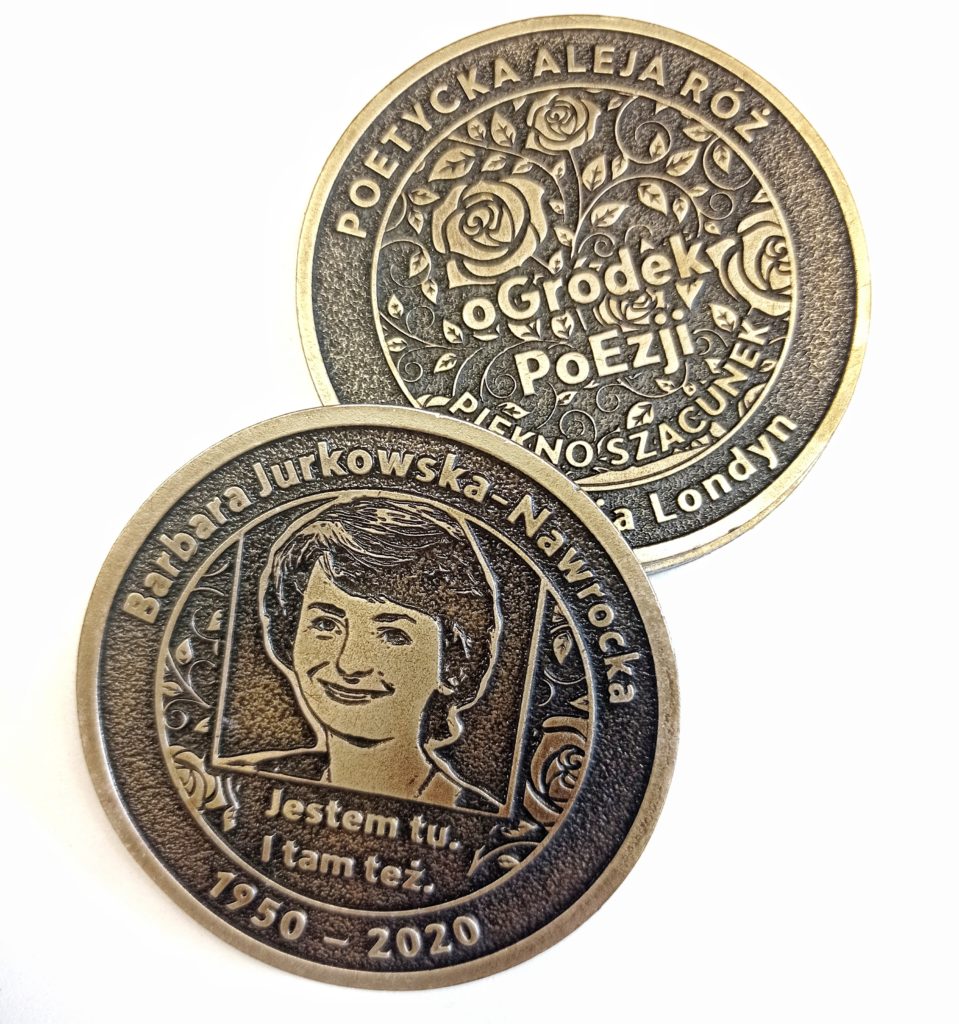 POETYCKA ALEJA RÓŻ
oGródek
PoEzji
PIĘKNO SZACUNEK
Londyn
Barbara Jurkowska-Nawrocka
Jestem tu.
I tam też.
1950 – 2020